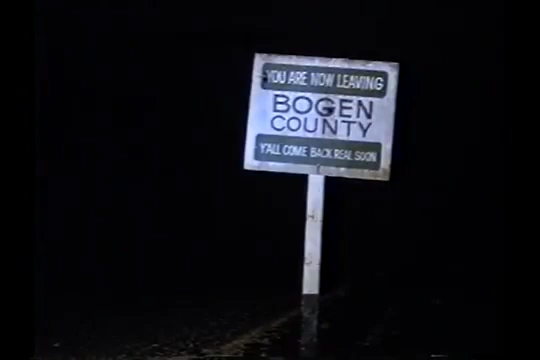 YOU ARE NOW LEAVING
BOGEN
COUNTY
Y'ALL COME BACK REAL SOON